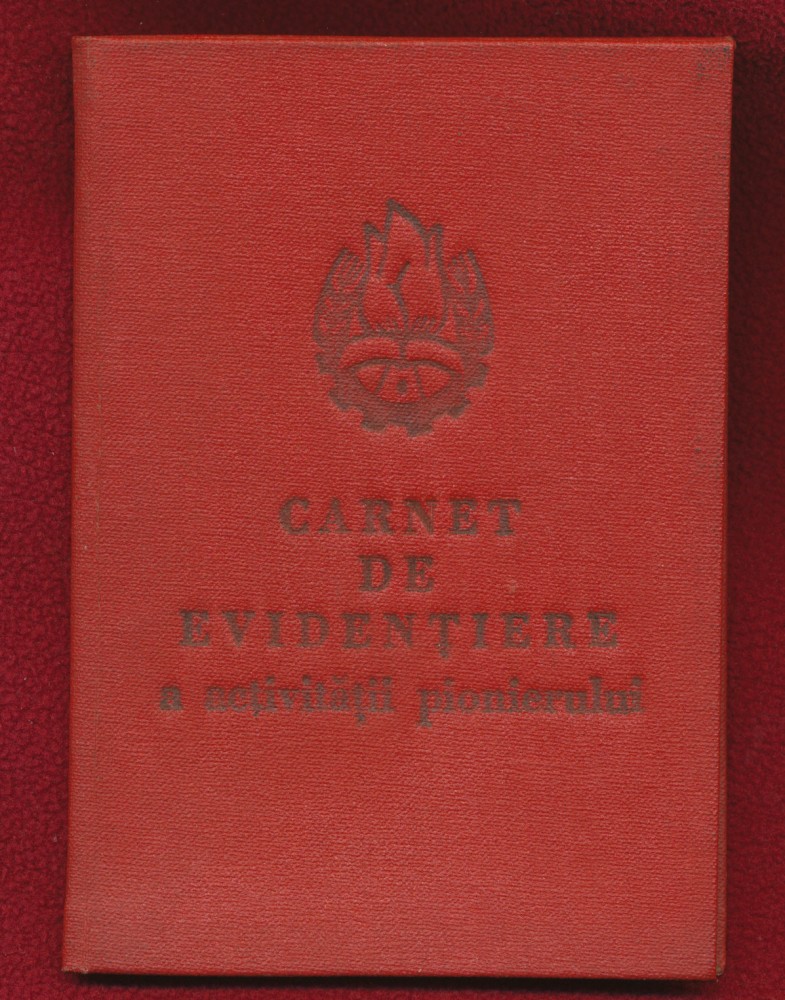 CARNET
DE
EVIDENȚIERE
a activității pionierului